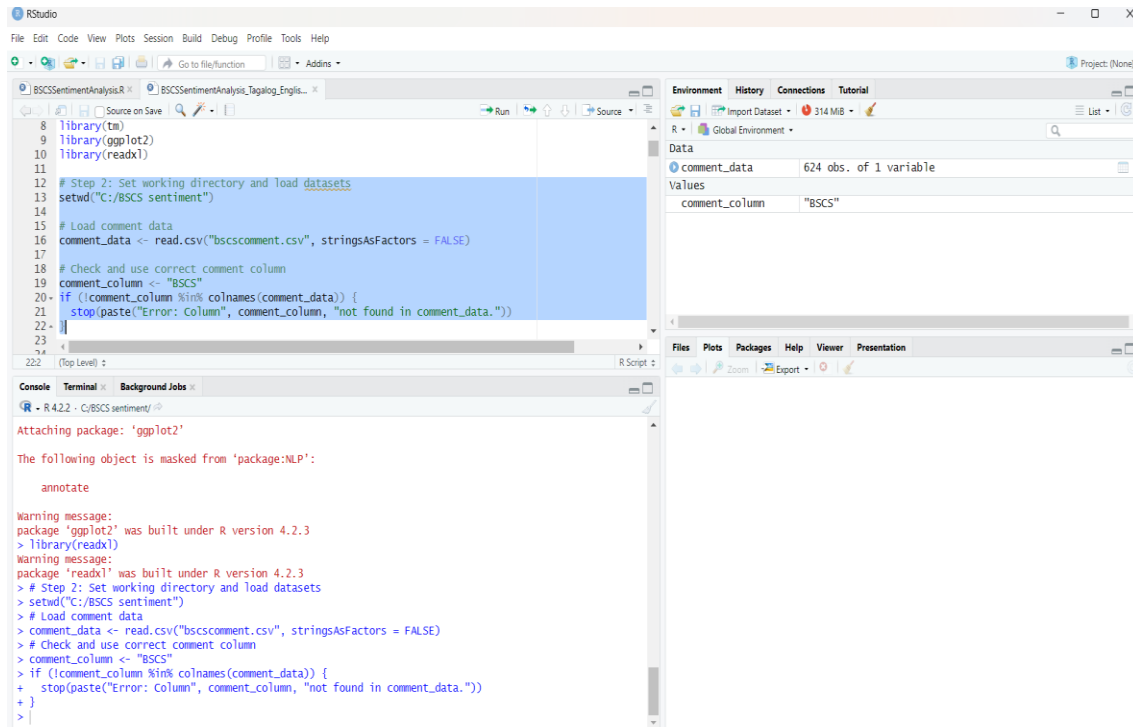 RStudio
File Edit Code View Plots Session Build Debug Profile Tools Help
Go to file/function Addins Project: (None)
BSCSSentimentAnalysis.R BSCSSentimentAnalysis_Tagalog_Englis...
Source on Save Run Source
8 library(tm)
9 library(ggplot2)
10 library(readxl)
11
12 # Step 2: Set working directory and load datasets
13 setwd("C:/BSCS sentiment")
14
15 # Load comment data
16 comment_data <- read.csv("bscscomment.csv", stringsAsFactors = FALSE)
17
18 # Check and use correct comment column
19 comment_column <- "BSCS"
20 if (!comment_column %in% colnames(comment_data)) {
21 stop(paste("Error: Column", comment_column, "not found in comment_data."))
22 }
23
24
22:2 (Top Level) R Script
Console Terminal Background Jobs
R 4.2.2 · C:/BSCS sentiment/
Attaching package: ‘ggplot2’
The following object is masked from ‘package:NLP’:
annotate
Warning message:
package ‘ggplot2’ was built under R version 4.2.3
> library(readxl)
Warning message:
package ‘readxl’ was built under R version 4.2.3
> # Step 2: Set working directory and load datasets
> setwd("C:/BSCS sentiment")
> # Load comment data
> comment_data <- read.csv("bscscomment.csv", stringsAsFactors = FALSE)
> # Check and use correct comment column
> comment_column <- "BSCS"
> if (!comment_column %in% colnames(comment_data)) {
+ stop(paste("Error: Column", comment_column, "not found in comment_data."))
+ }
>
Environment History Connections Tutorial
Import Dataset 314 MiB List
R Global Environment
Data
comment_data 624 obs. of 1 variable
Values
comment_column "BSCS"
Files Plots Packages Help Viewer Presentation
Zoom Export